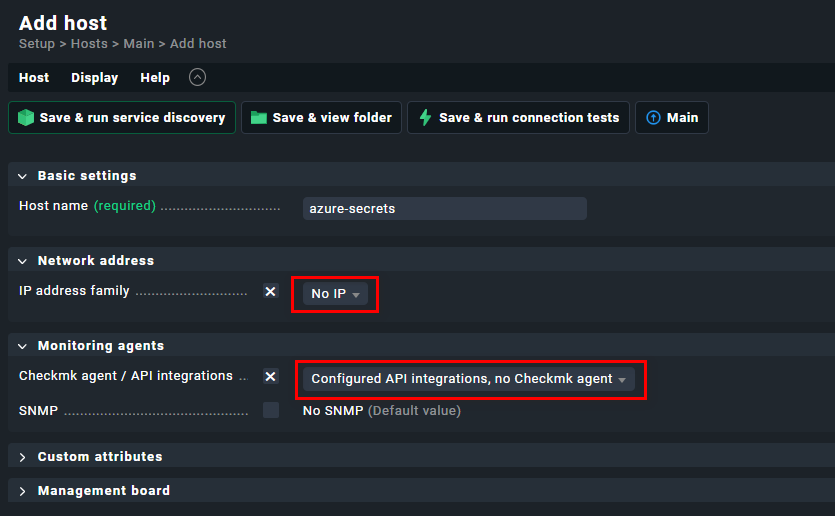 Add host
Setup > Hosts > Main > Add host
Host Display Help
Save & run service discovery Save & view folder Save & run connection tests Main
Basic settings
Host name (required) ..............................
azure-secrets
Network address
IP address family ............................ No IP
Monitoring agents
Checkmk agent / API integrations .. Configured API integrations, no Checkmk agent
SNMP .............................................. No SNMP (Default value)
Custom attributes
Management board